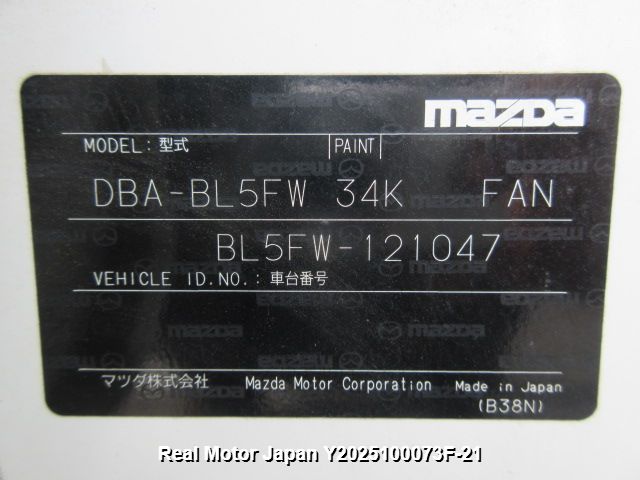 mazda
MODEL: 型式 PAINT
DBA-BL5FW 34K FAN
BL5FW-121047
VEHICLE ID.NO.: 車台番号
マツダ株式会社 Mazda Motor Corporation Made in Japan
(B38N)
Real Motor Japan Y2025100073F-21